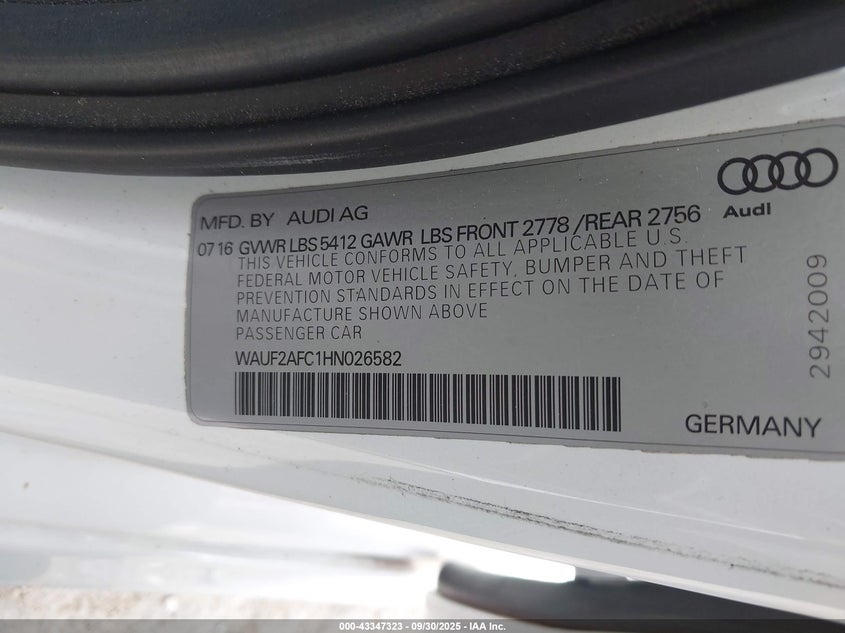 Audi
MFD. BY AUDI AG
07 16 GVWR LBS 5412 GAWR LBS FRONT 2778 /REAR 2756
THIS VEHICLE CONFORMS TO ALL APPLICABLE U.S.
FEDERAL MOTOR VEHICLE SAFETY, BUMPER AND THEFT
PREVENTION STANDARDS IN EFFECT ON THE DATE OF
MANUFACTURE SHOWN ABOVE
PASSENGER CAR
WAUF2AFC1HN026582
2942009
GERMANY
000-43347323 - 09/30/2025 - IAA Inc.